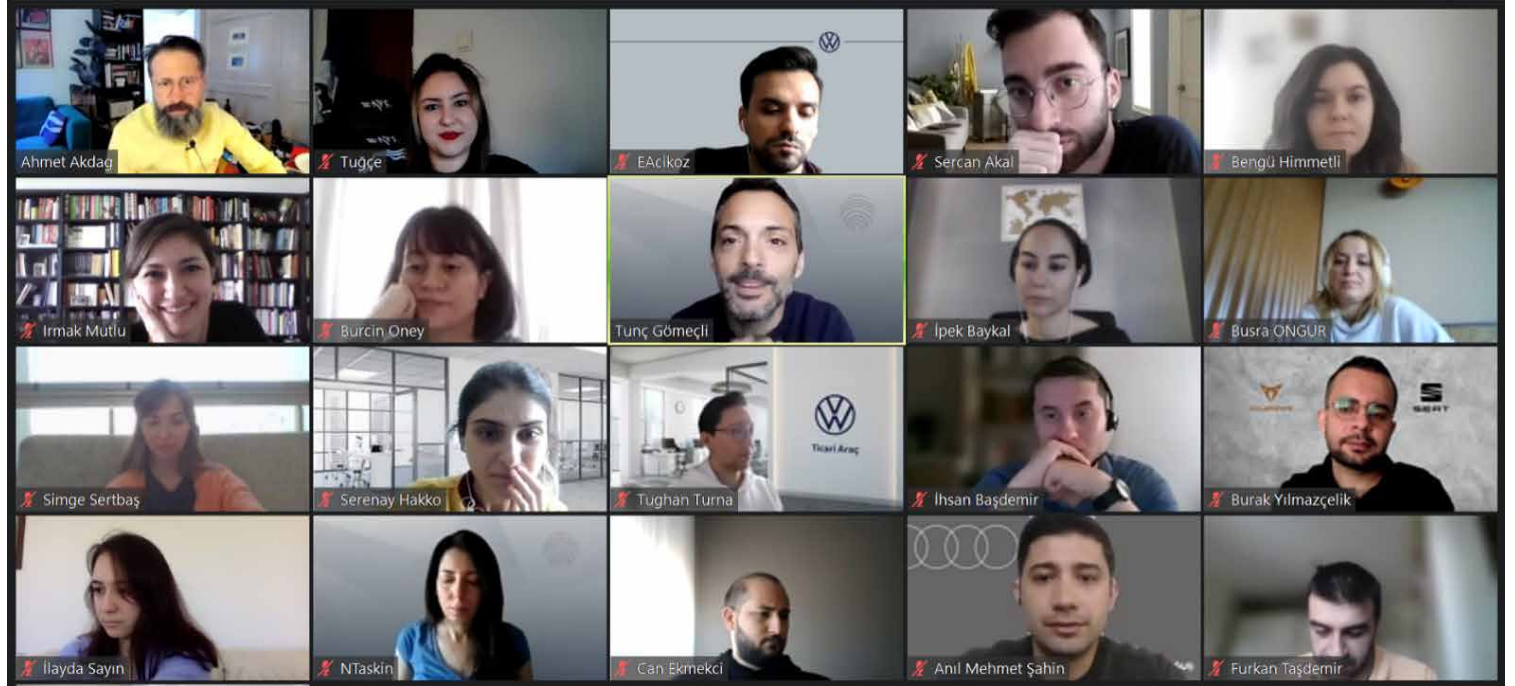 Ahmet Akdag
Tuğçe
EAcikoz
Sercan Akal
Bengü Himmetli
Irmak Mutlu
Burcin Oney
Tunç Gömeçli
İpek Baykal
Busra ONGUR
Simge Sertbaş
Serenay Hakko
Ticari Araç
Tughan Turna
İhsan Başdemir
CUPRA
SEAT
Burak Yılmazçelik
İlayda Sayın
NTaskin
Can Ekmekci
Anıl Mehmet Şahin
Furkan Taşdemir